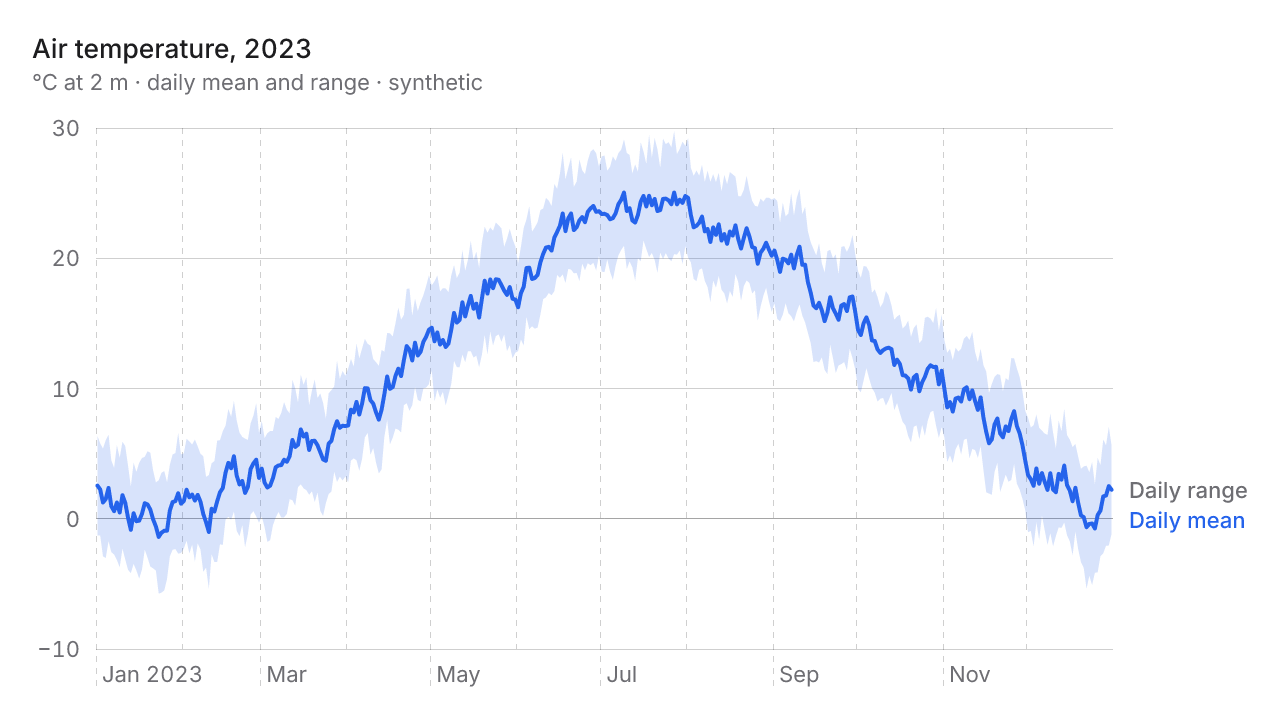 Air temperature, 2023
°C at 2 m · daily mean and range · synthetic
30
20
10
0
−10
Jan 2023
Mar
May
Jul
Sep
Nov
Daily range
Daily mean